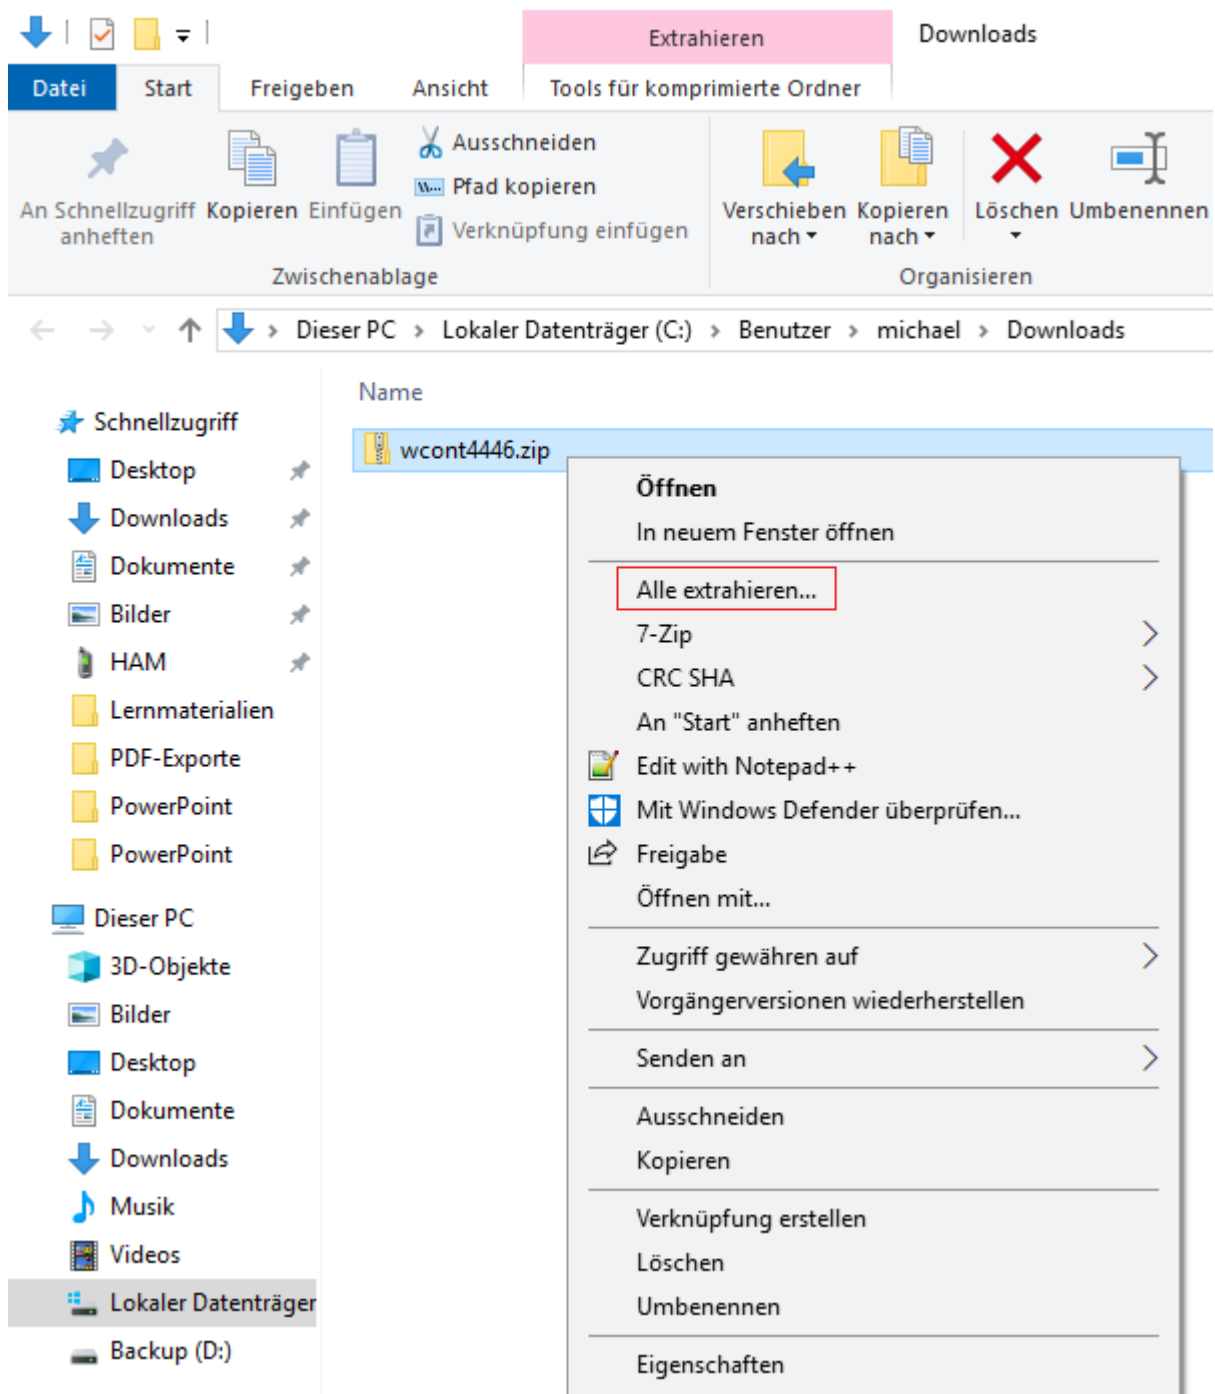 Extrahieren
Downloads
Datei
Start
Freigeben
Ansicht
Tools für komprimierte Ordner
An Schnellzugriff
anheften
Kopieren
Einfügen
Ausschneiden
Pfad kopieren
Verknüpfung einfügen
Zwischenablage
Verschieben
nach
Kopieren
nach
Löschen
Umbenennen
Organisieren
Dieser PC > Lokaler Datenträger (C:) > Benutzer > michael > Downloads
Schnellzugriff
Desktop
Downloads
Dokumente
Bilder
HAM
Lernmaterialien
PDF-Exporte
PowerPoint
PowerPoint
Dieser PC
3D-Objekte
Bilder
Desktop
Dokumente
Downloads
Musik
Videos
Lokaler Datenträger
Backup (D:)
Name
wcont4446.zip
Öffnen
In neuem Fenster öffnen
Alle extrahieren...
7-Zip
CRC SHA
An "Start" anheften
Edit with Notepad++
Mit Windows Defender überprüfen...
Freigabe
Öffnen mit...
Zugriff gewähren auf
Vorgängerversionen wiederherstellen
Senden an
Ausschneiden
Kopieren
Verknüpfung erstellen
Löschen
Umbenennen
Eigenschaften